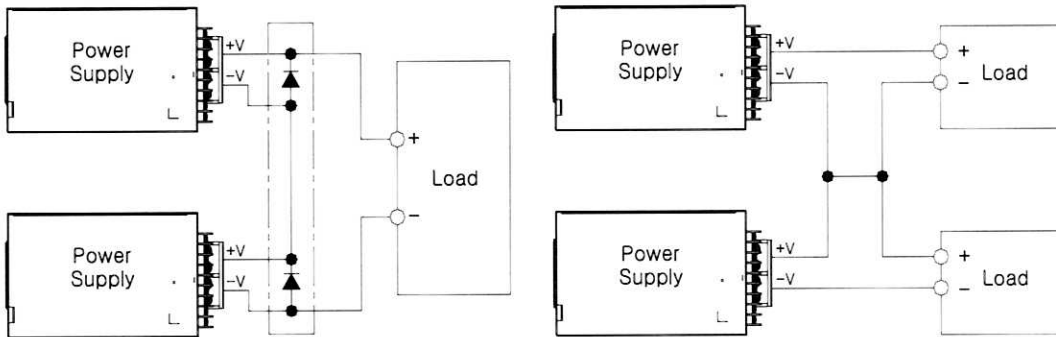 Power
Supply
+V
−V
Power
Supply
+V
−V
+
−
Load
Power
Supply
+V
−V
+
−
Load
Power
Supply
+V
−V
+
−
Load